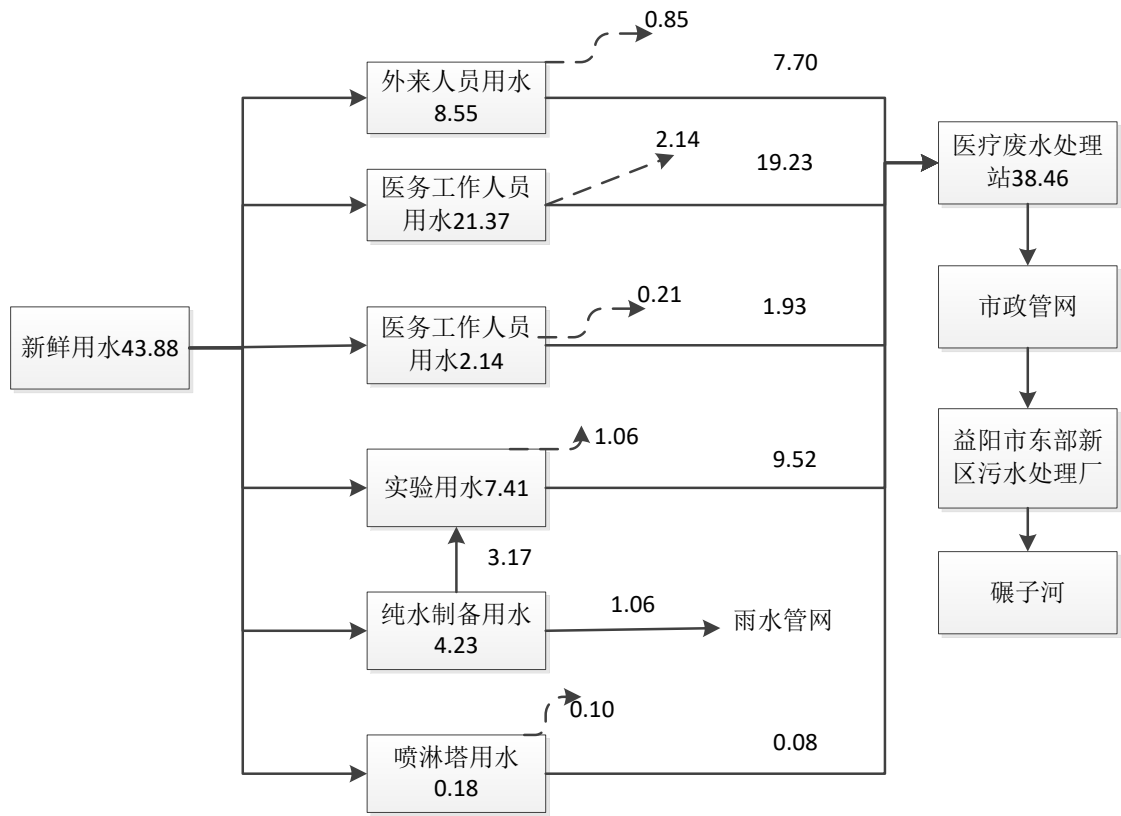 0.85
7.70
外来人员用水
8.55
2.14
19.23
医疗废水处理
站38.46
医务工作人员
用水21.37
0.21
1.93
市政管网
新鲜用水43.88
医务工作人员
用水2.14
1.06
9.52
益阳市东部新
区污水处理厂
实验用水7.41
3.17
碾子河
纯水制备用水
4.23
1.06
雨水管网
0.10
0.08
喷淋塔用水
0.18